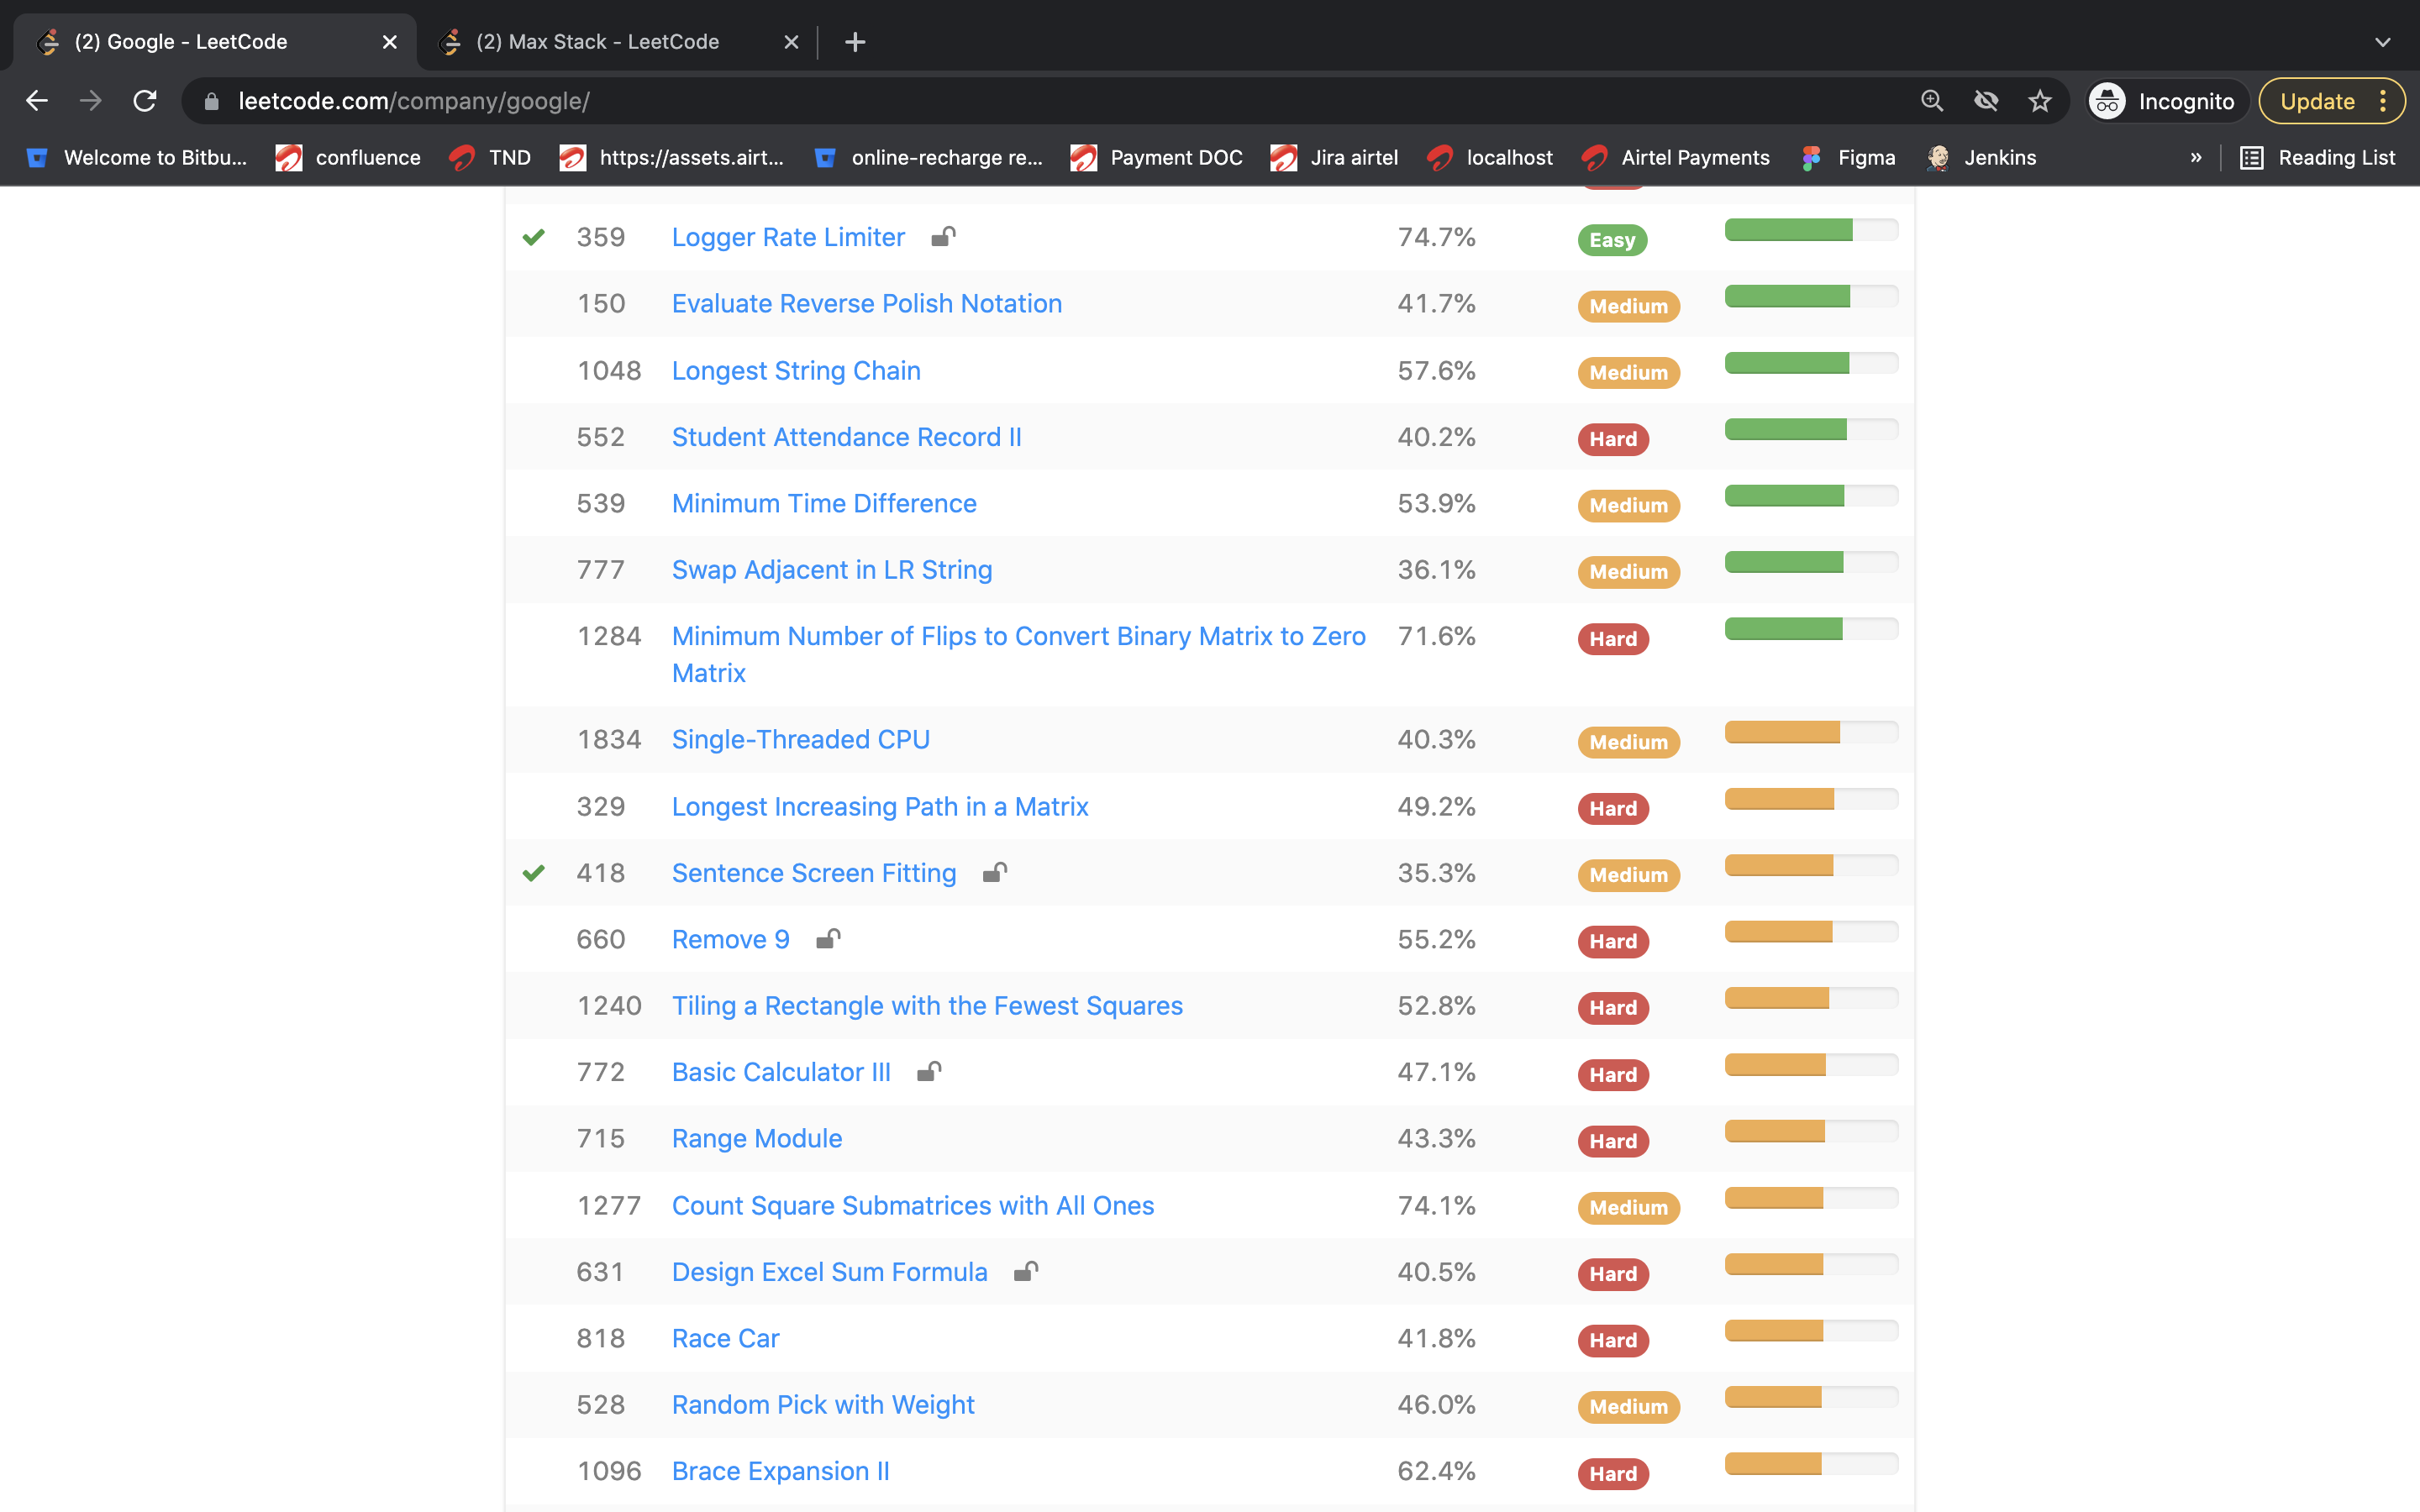 (2) Google - LeetCode
(2) Max Stack - LeetCode
leetcode.com/company/google/
Incognito
Update
Welcome to Bitbu...
confluence
TND
https://assets.airt...
online-recharge re...
Payment DOC
Jira airtel
localhost
Airtel Payments
Figma
Jenkins
»
Reading List
359 Logger Rate Limiter 74.7% Easy
150 Evaluate Reverse Polish Notation 41.7% Medium
1048 Longest String Chain 57.6% Medium
552 Student Attendance Record II 40.2% Hard
539 Minimum Time Difference 53.9% Medium
777 Swap Adjacent in LR String 36.1% Medium
1284 Minimum Number of Flips to Convert Binary Matrix to Zero 71.6% Hard
Matrix
1834 Single-Threaded CPU 40.3% Medium
329 Longest Increasing Path in a Matrix 49.2% Hard
418 Sentence Screen Fitting 35.3% Medium
660 Remove 9 55.2% Hard
1240 Tiling a Rectangle with the Fewest Squares 52.8% Hard
772 Basic Calculator III 47.1% Hard
715 Range Module 43.3% Hard
1277 Count Square Submatrices with All Ones 74.1% Medium
631 Design Excel Sum Formula 40.5% Hard
818 Race Car 41.8% Hard
528 Random Pick with Weight 46.0% Medium
1096 Brace Expansion II 62.4% Hard